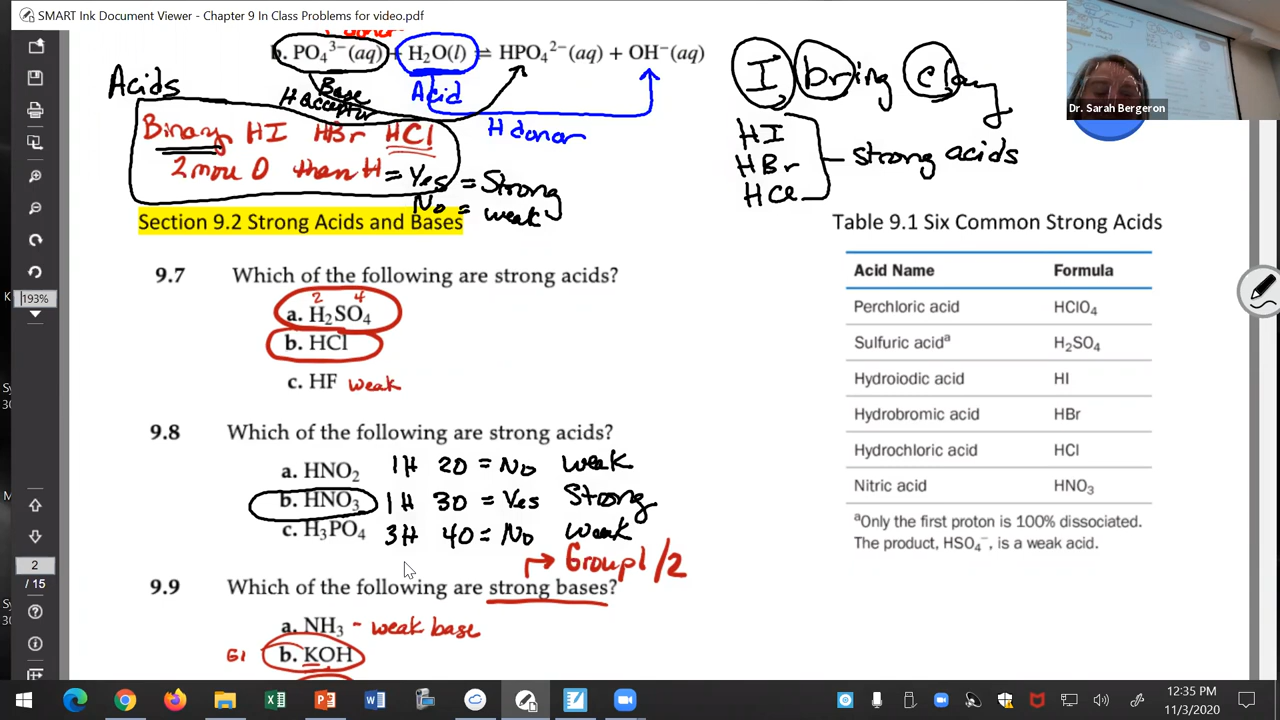 SMART Ink Document Viewer - Chapter 9 In Class Problems for video.pdf
b. PO₄³⁻(aq) + H₂O(l) ⇌ HPO₄²⁻(aq) + OH⁻(aq)
Base
H acceptor
Acid
H donor
Acids
Binary HI HBr HCl
2 more O than H = Yes = Strong
No = weak
I bring clay
HI
HBr
HCl
strong acids
Dr. Sarah Bergeron
Section 9.2 Strong Acids and Bases
9.7 Which of the following are strong acids?
2 4
a. H₂SO₄
b. HCl
c. HF weak
9.8 Which of the following are strong acids?
a. HNO₂ 1H 2O = No Weak
b. HNO₃ 1H 3O = Yes Strong
c. H₃PO₄ 3H 4O = No Weak
Group 1/2
9.9 Which of the following are strong bases?
a. NH₃ - weak base
G1 b. KOH
Table 9.1 Six Common Strong Acids
Acid Name Formula
Perchloric acid HClO₄
Sulfuric acidᵃ H₂SO₄
Hydroiodic acid HI
Hydrobromic acid HBr
Hydrochloric acid HCl
Nitric acid HNO₃
ᵃOnly the first proton is 100% dissociated.
The product, HSO₄⁻, is a weak acid.
193%
2
/ 15
12:35 PM
11/3/2020